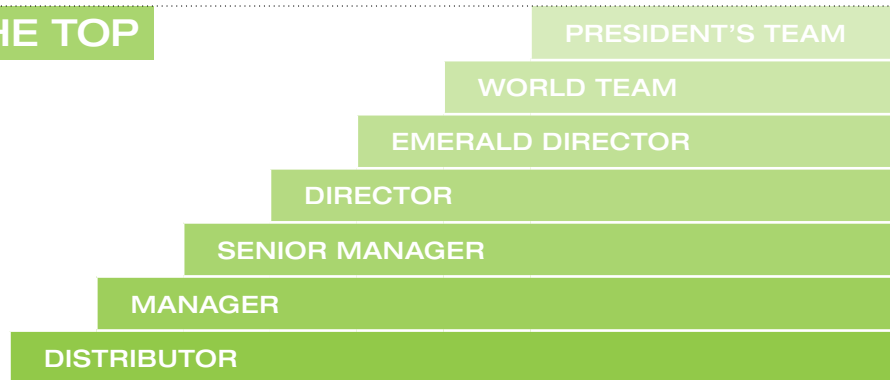 HE TOP
PRESIDENT'S TEAM
WORLD TEAM
EMERALD DIRECTOR
DIRECTOR
SENIOR MANAGER
MANAGER
DISTRIBUTOR